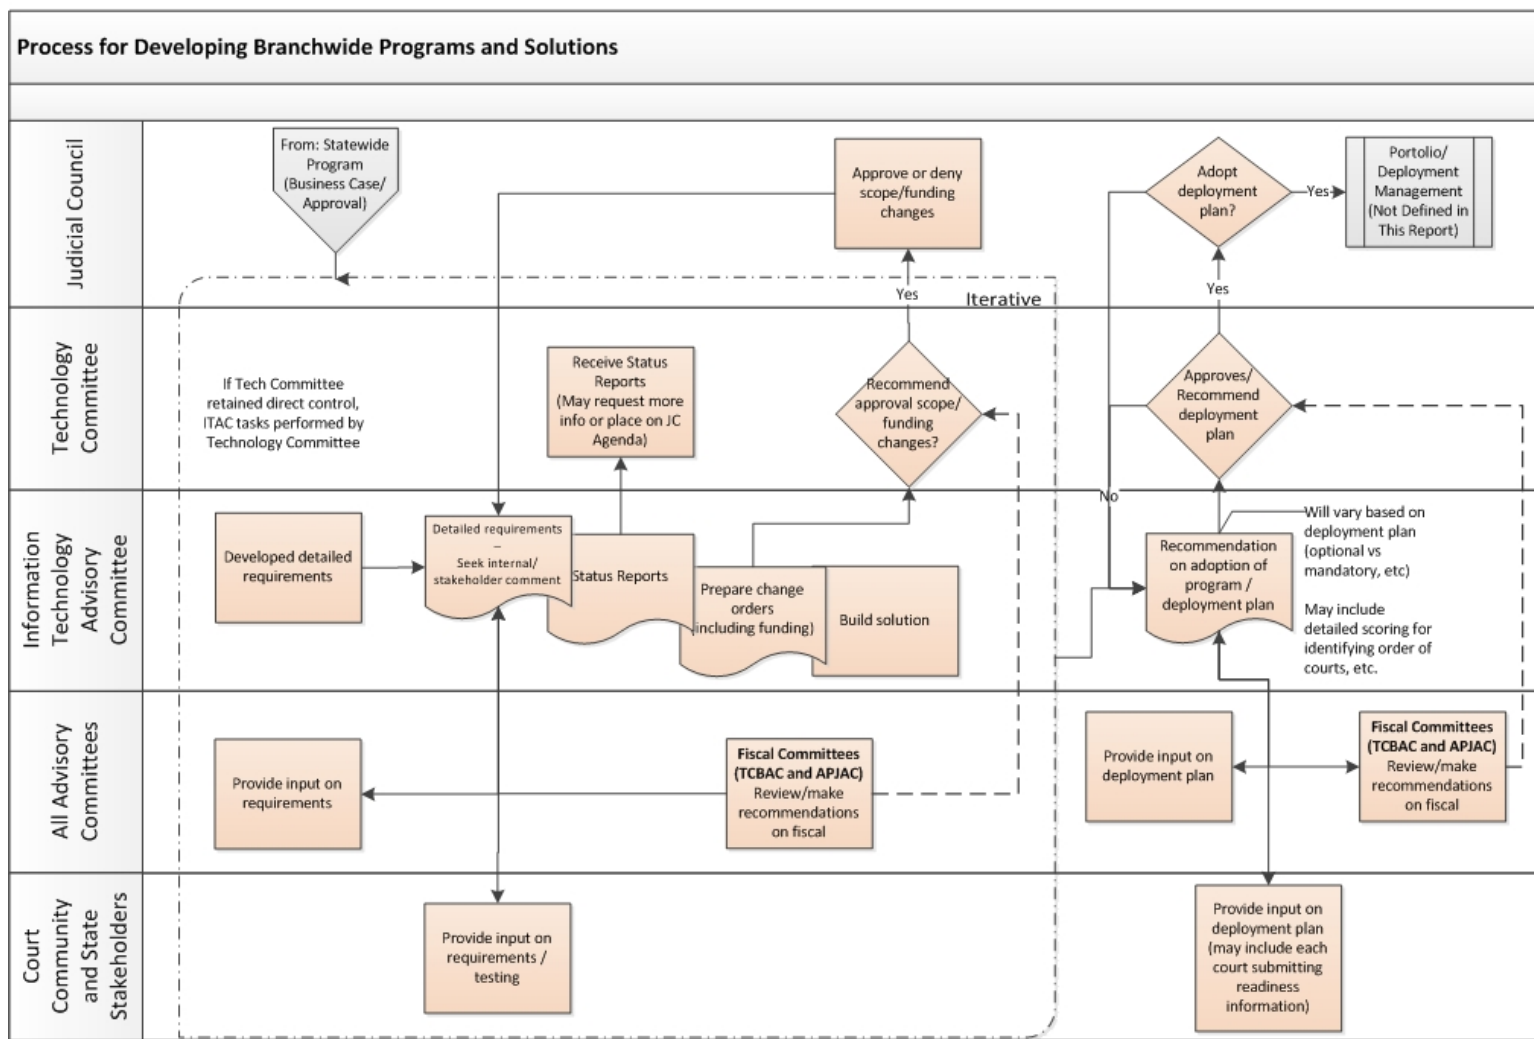 Process for Developing Branchwide Programs and Solutions
Judicial Council
From: Statewide
Program
(Business Case/
Approval)
Approve or deny
scope/funding
changes
Adopt
deployment
plan?
Yes
Portolio/
Deployment
Management
(Not Defined in
This Report)
Yes
Iterative
Yes
Technology
Committee
If Tech Committee
retained direct control,
ITAC tasks performed by
Technology Committee
Receive Status
Reports
(May request more
info or place on JC
Agenda)
Recommend
approval scope/
funding
changes?
Approves/
Recommend
deployment
plan
No
Information
Technology
Advisory
Committee
Developed detailed
requirements
Detailed requirements
–
Seek internal/
stakeholder comment
Status Reports
Prepare change
orders
(including funding)
Build solution
Recommendation
on adoption of
program /
deployment plan
Will vary based on
deployment plan
(optional vs
mandatory, etc)
May include
detailed scoring for
identifying order of
courts, etc.
All Advisory
Committees
Provide input on
requirements
Fiscal Committees
(TCBAC and APJAC)
Review/make
recommendations
on fiscal
Provide input on
deployment plan
Fiscal Committees
(TCBAC and APJAC)
Review/make
recommendations
on fiscal
Court
Community
and State
Stakeholders
Provide input on
requirements /
testing
Provide input on
deployment plan
(may include each
court submitting
readiness
information)